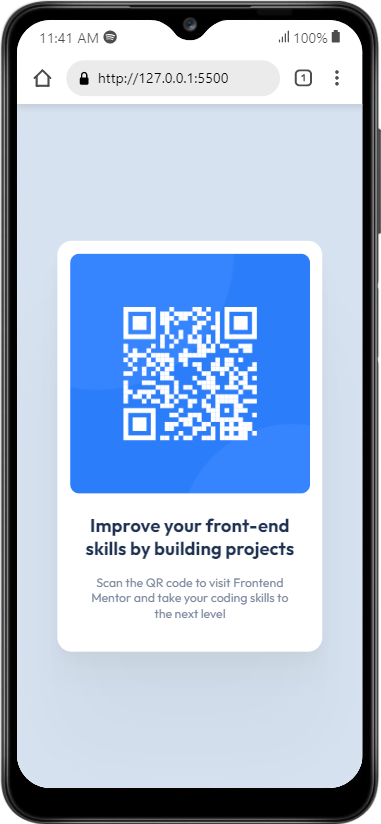 11:41 AM
100%
http://127.0.0.1:5500
1
Improve your front-end
skills by building projects
Scan the QR code to visit Frontend
Mentor and take your coding skills to
the next level